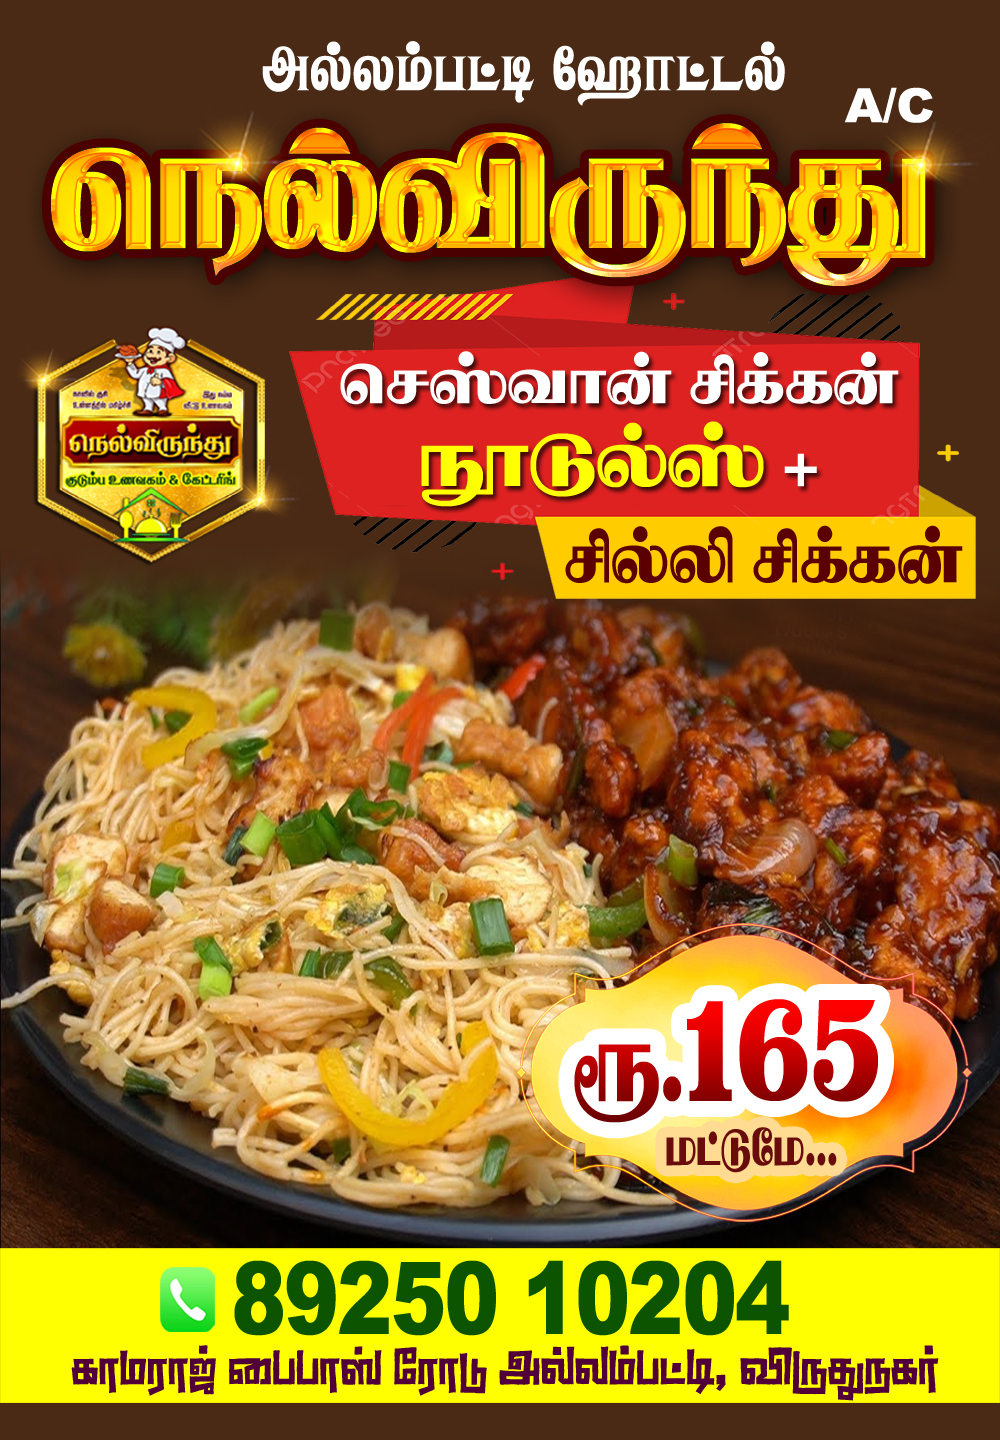 அல்லம்பட்டி ஹோட்டல்
A/C
நெல்விருந்து
செஸ்வான் சிக்கன்
நூடுல்ஸ் +
சில்லி சிக்கன்
நெல்விருந்து
குடும்ப உணவகம் & கேட்டரிங்
ரூ.165
மட்டுமே...
89250 10204
காமராஜ் பைபாஸ் ரோடு அல்லம்பட்டி, விருதுநகர்